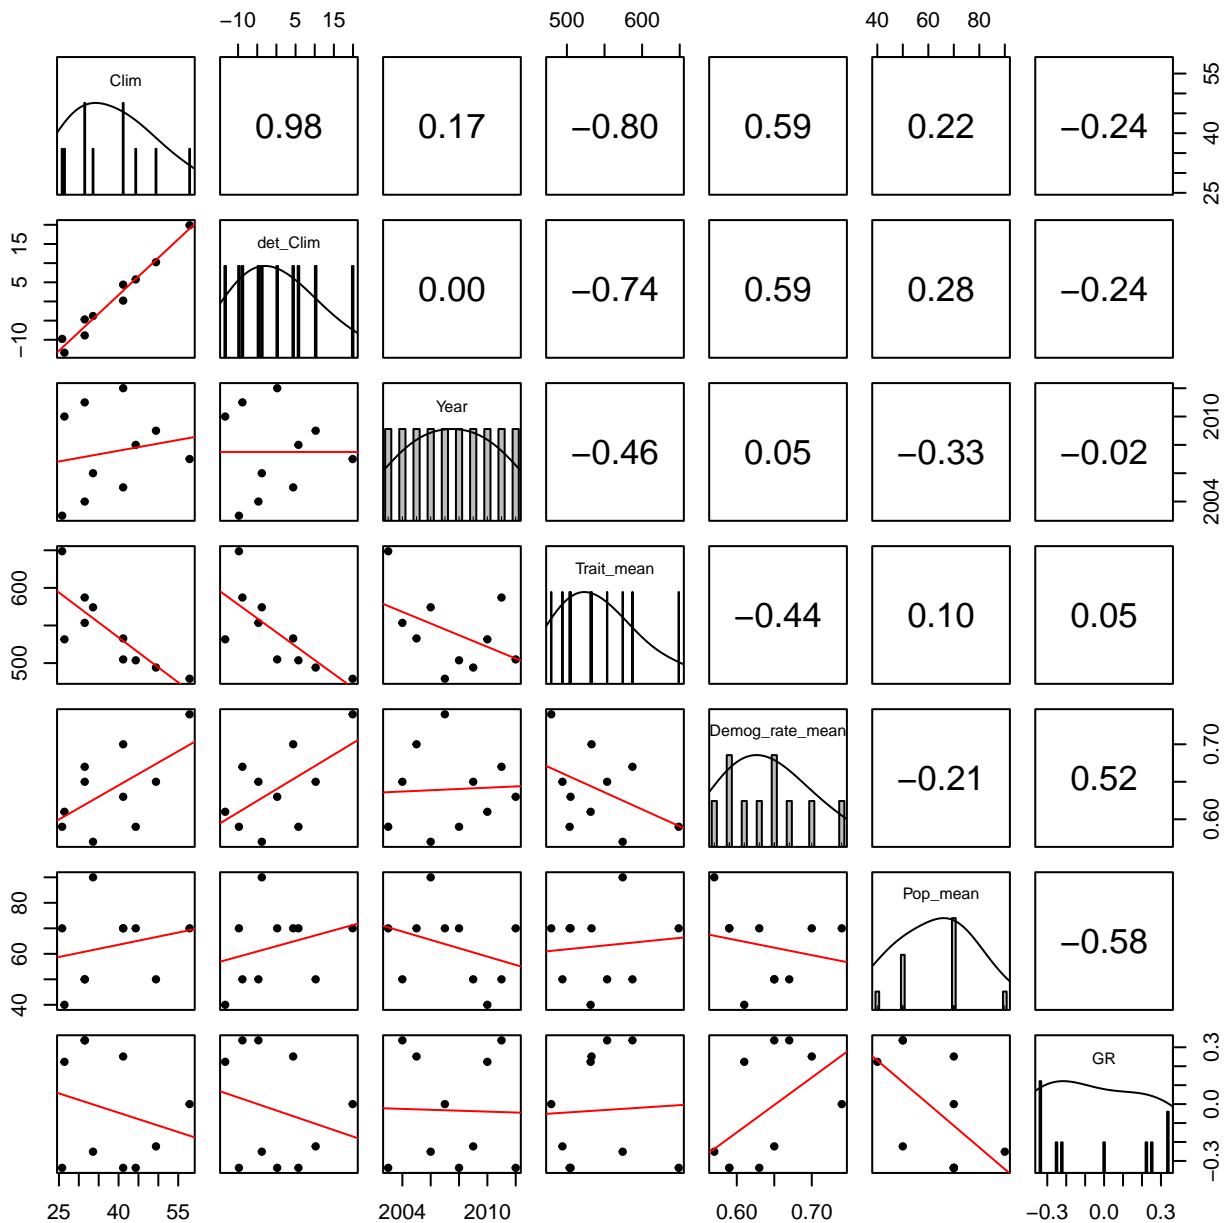 −10 5 15 500 600 40 60 80
Clim 0.98 0.17 −0.80 0.59 0.22 −0.24 25 40 55
−10 5 15 det_Clim 0.00 −0.74 0.59 0.28 −0.24
Year −0.46 0.05 −0.33 −0.02 2004 2010
500 600 Trait_mean −0.44 0.10 0.05
Demog_rate_mean −0.21 0.52 0.60 0.70
40 60 80 Pop_mean −0.58
GR −0.3 0.0 0.3
25 40 55 2004 2010 0.60 0.70 −0.3 0.0 0.3